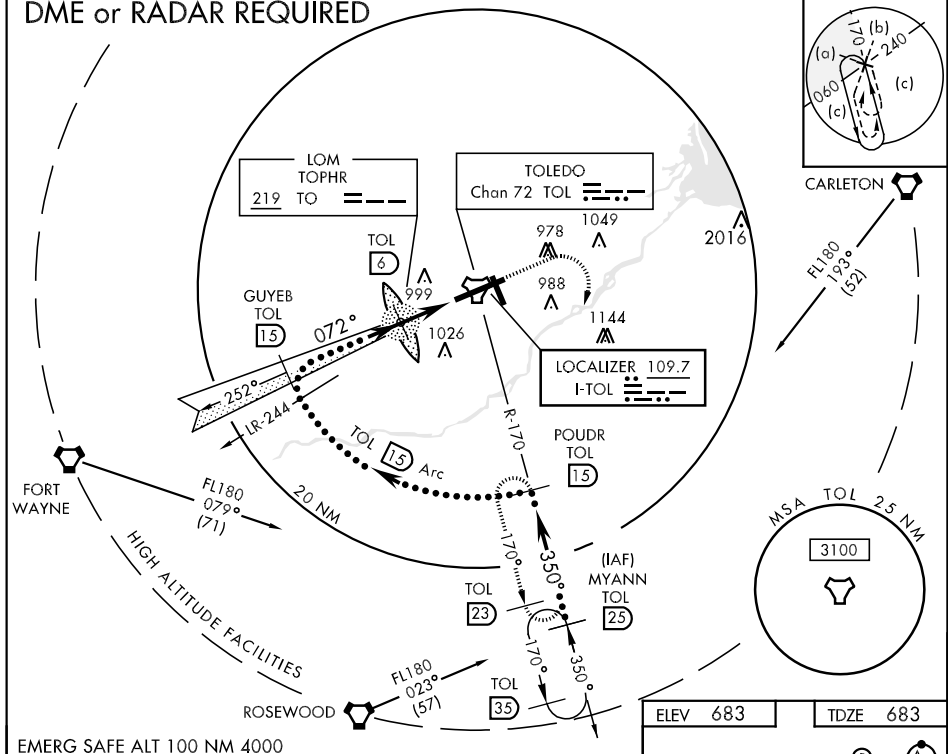 DME or RADAR REQUIRED
170
(b)
240
(a)
(c)
060
(c)
LOM
TOPHR
219 TO
TOLEDO
Chan 72 TOL
CARLETON
1049
978
2016
TOL
6
999
988
FL180
193°
(52)
GUYEB
TOL
15
072°
1026
1144
LOCALIZER 109.7
I-TOL
252°
LR-244
R-170
TOL 15 Arc
POUDR
TOL
15
FORT
WAYNE
FL180
079°
(71)
20 NM
MSA TOL 25 NM
3100
170°
350°
(IAF)
MYANN
TOL
25
HIGH ALTITUDE FACILITIES
TOL
23
170°
350°
FL180
023°
(57)
TOL
35
ROSEWOOD
ELEV 683
TDZE 683
EMERG SAFE ALT 100 NM 4000